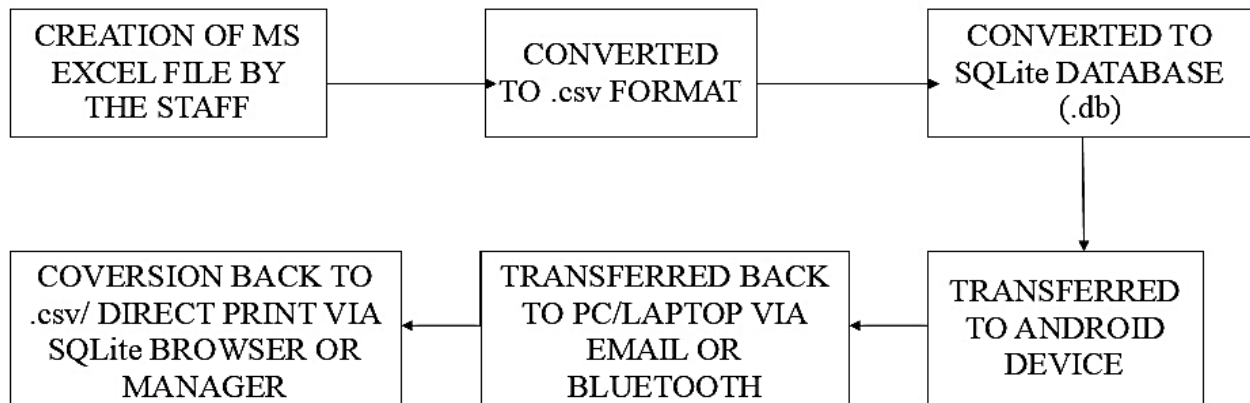 CREATION OF MS
EXCEL FILE BY
THE STAFF
CONVERTED
TO .csv FORMAT
CONVERTED TO
SQLite DATABASE
(.db)
TRANSFERRED
TO ANDROID
DEVICE
TRANSFERRED BACK
TO PC/LAPTOP VIA
EMAIL OR
BLUETOOTH
COVERSION BACK TO
.csv/ DIRECT PRINT VIA
SQLite BROWSER OR
MANAGER